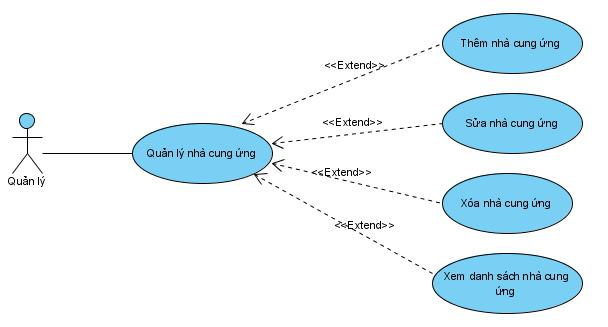 Thêm nhà cung ứng
<<Extend>>
Sửa nhà cung ứng
<<Extend>>
Quản lý nhà cung ứng
Quản lý
<<Extend>>
Xóa nhà cung ứng
<<Extend>>
Xem danh sách nhà cung
ứng